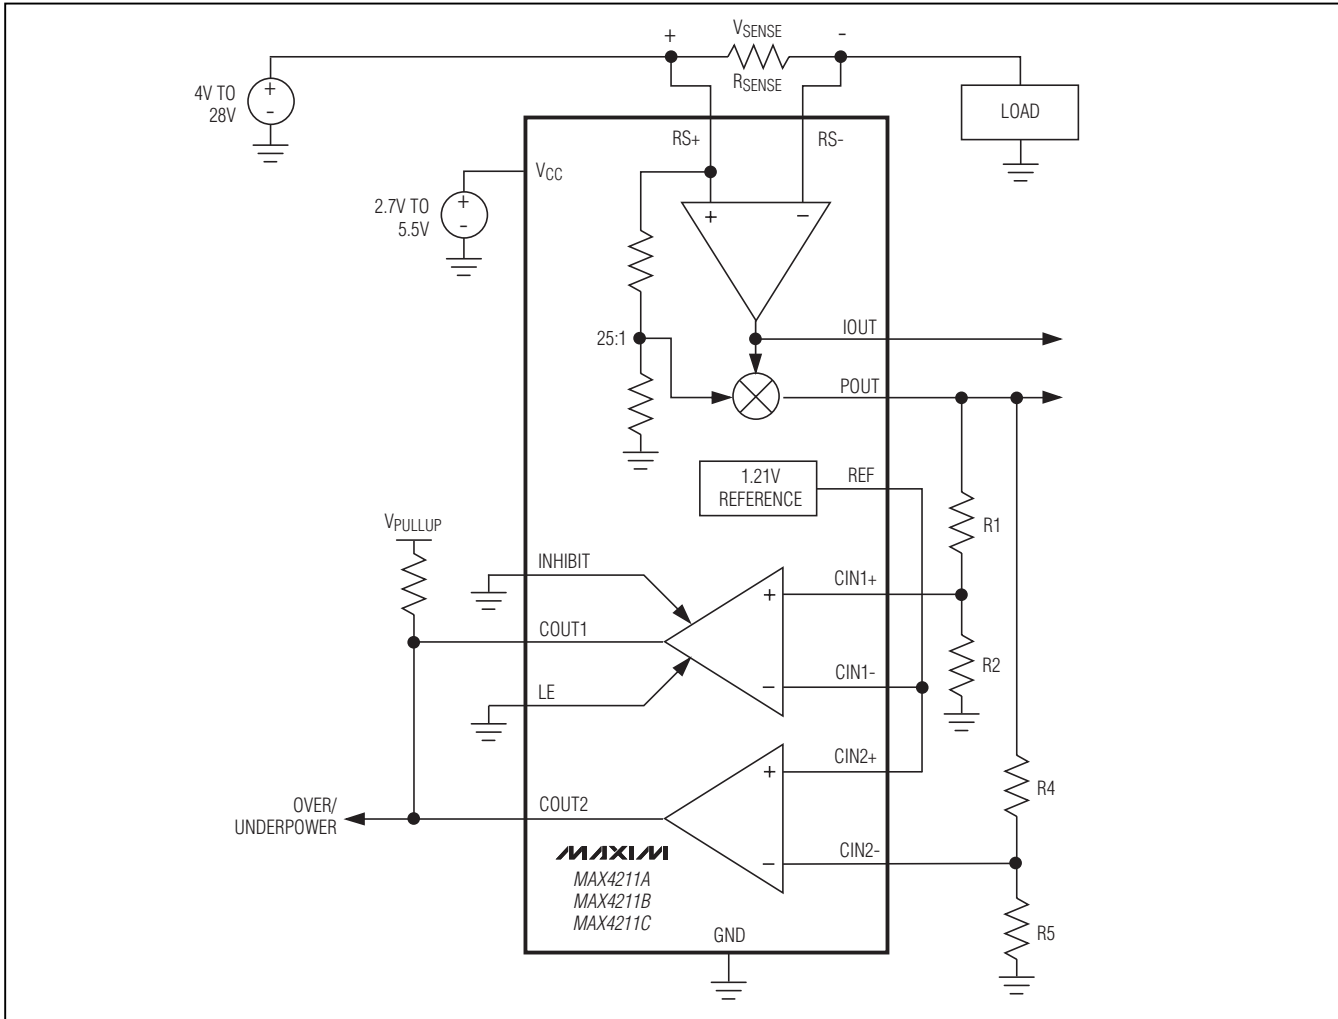 +
VSENSE
-
RSENSE
4V TO
28V
+
-
LOAD
RS+
RS-
VCC
2.7V TO
5.5V
+
-
+
−
IOUT
25:1
POUT
1.21V
REFERENCE
REF
R1
VPULLUP
INHIBIT
CIN1+
+
COUT1
R2
CIN1-
−
LE
CIN2+
+
R4
COUT2
OVER/
UNDERPOWER
CIN2-
−
MAXIM
MAX4211A
MAX4211B
MAX4211C
R5
GND